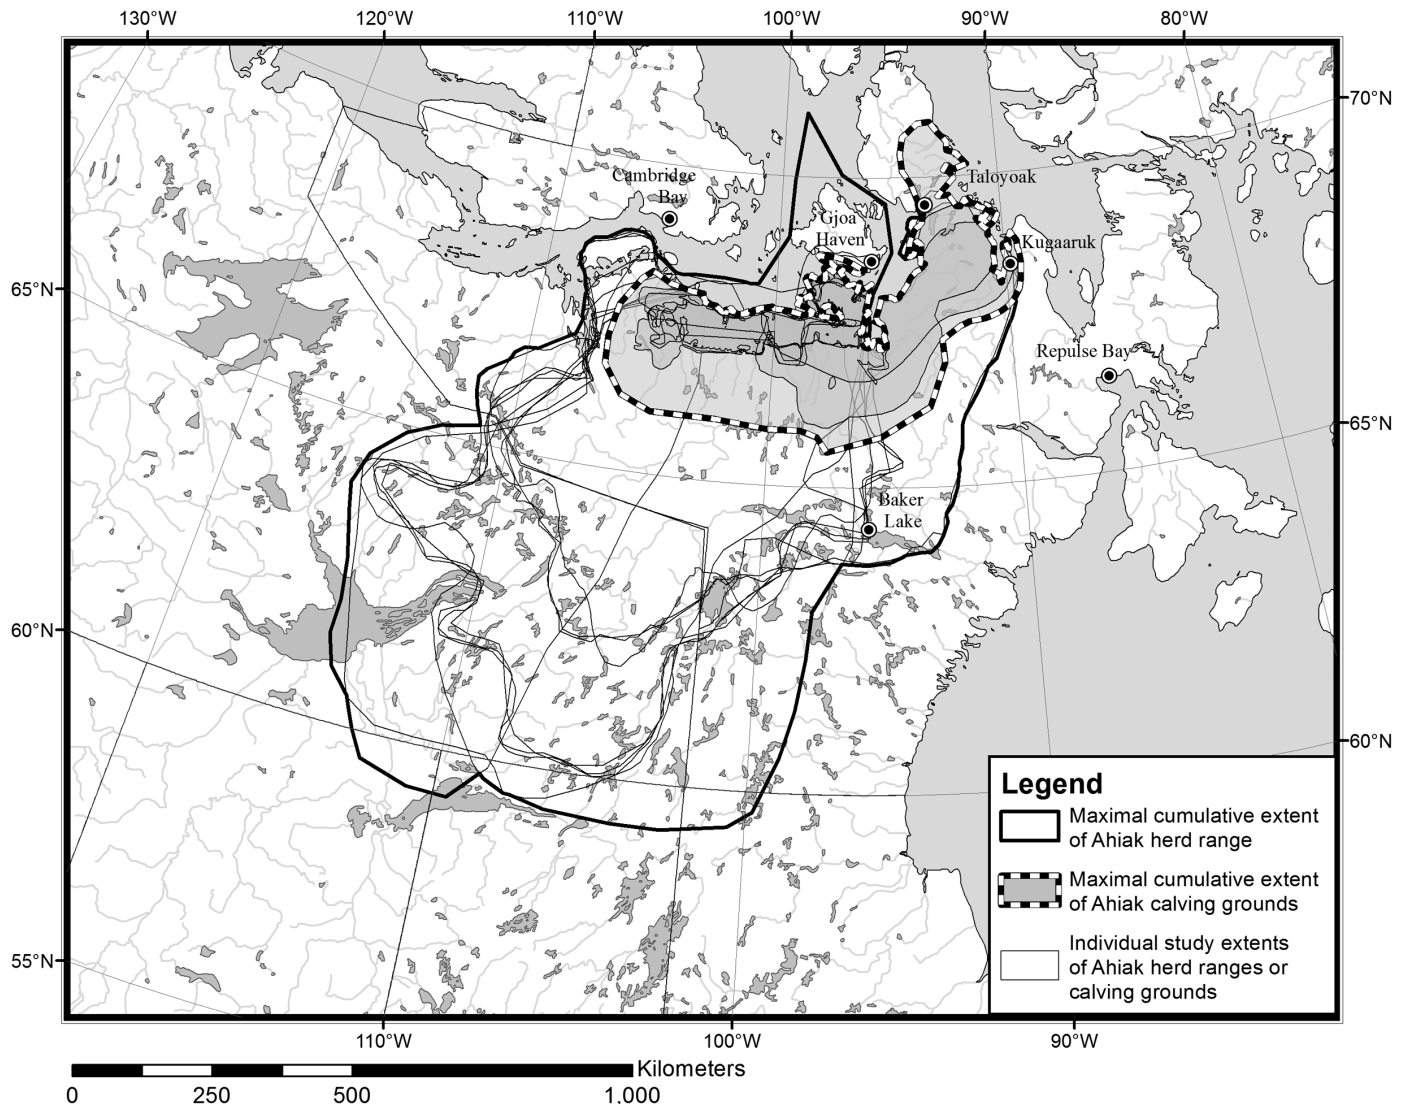 130°W 120°W 110°W 100°W 90°W 80°W
70°N
Cambridge
Bay
Taloyoak
Gjoa
Haven
Kugaaruk
65°N
Repulse Bay
65°N
Baker
Lake
60°N
60°N
Legend
Maximal cumulative extent
of Ahiak herd range
Maximal cumulative extent
of Ahiak calving grounds
Individual study extents
of Ahiak herd ranges or
calving grounds
55°N
110°W 100°W 90°W
Kilometers
0 250 500 1,000